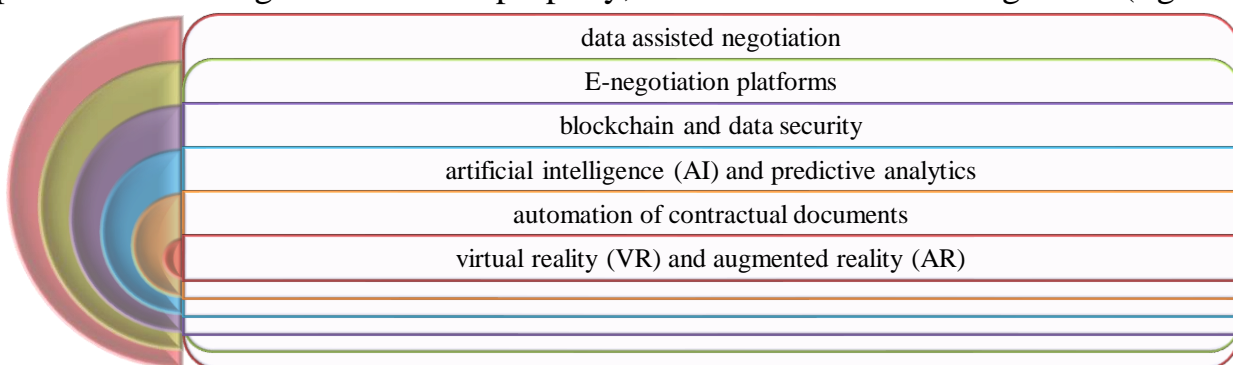 data assisted negotiation
E-negotiation platforms
blockchain and data security
artificial intelligence (AI) and predictive analytics
automation of contractual documents
virtual reality (VR) and augmented reality (AR)